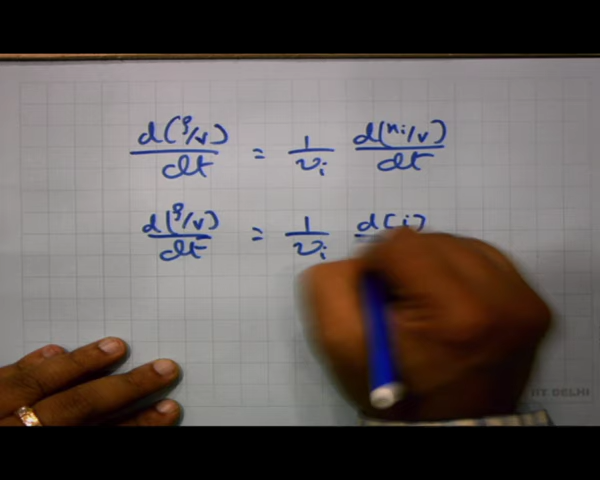 d(ξ/v)/dt = 1/νi d(ni/v)/dt
d(ξ/v)/dt = 1/νi d[i]
IIT DELHI